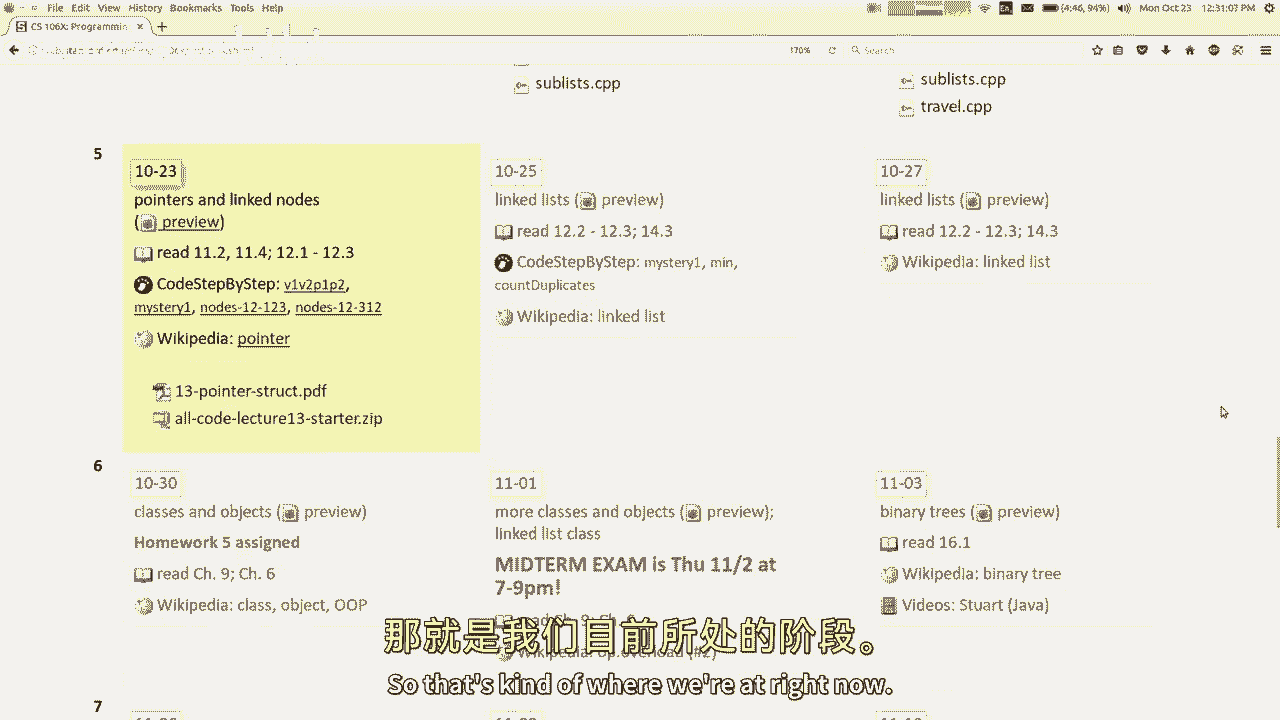 File Edit View History Bookmarks Tools Help
(4:46, 94%) Mon Oct 23 12:31:07 PM
CS 106X: Programmin
170% Search
sublists.cpp
sublists.cpp
travel.cpp
5
10-23
pointers and linked nodes
( preview)
read 11.2, 11.4; 12.1 - 12.3
CodeStepByStep: v1v2p1p2,
mystery1, nodes-12-123, nodes-12-312
Wikipedia: pointer
13-pointer-struct.pdf
all-code-lecture13-starter.zip
10-25
linked lists ( preview)
read 12.2 - 12.3; 14.3
CodeStepByStep: mystery1, min,
countDuplicates
Wikipedia: linked list
10-27
linked lists ( preview)
read 12.2 - 12.3; 14.3
Wikipedia: linked list
6
10-30
classes and objects ( preview)
Homework 5 assigned
read Ch. 9; Ch. 6
Wikipedia: class, object, OOP
11-01
more classes and objects ( preview);
linked list class
MIDTERM EXAM is Thu 11/2 at
7-9pm!
11-03
binary trees ( preview)
read 16.1
Wikipedia: binary tree
Videos: Stuart (Java)
那就是我们目前所处的阶段。
So that's kind of where we're at right now.
7